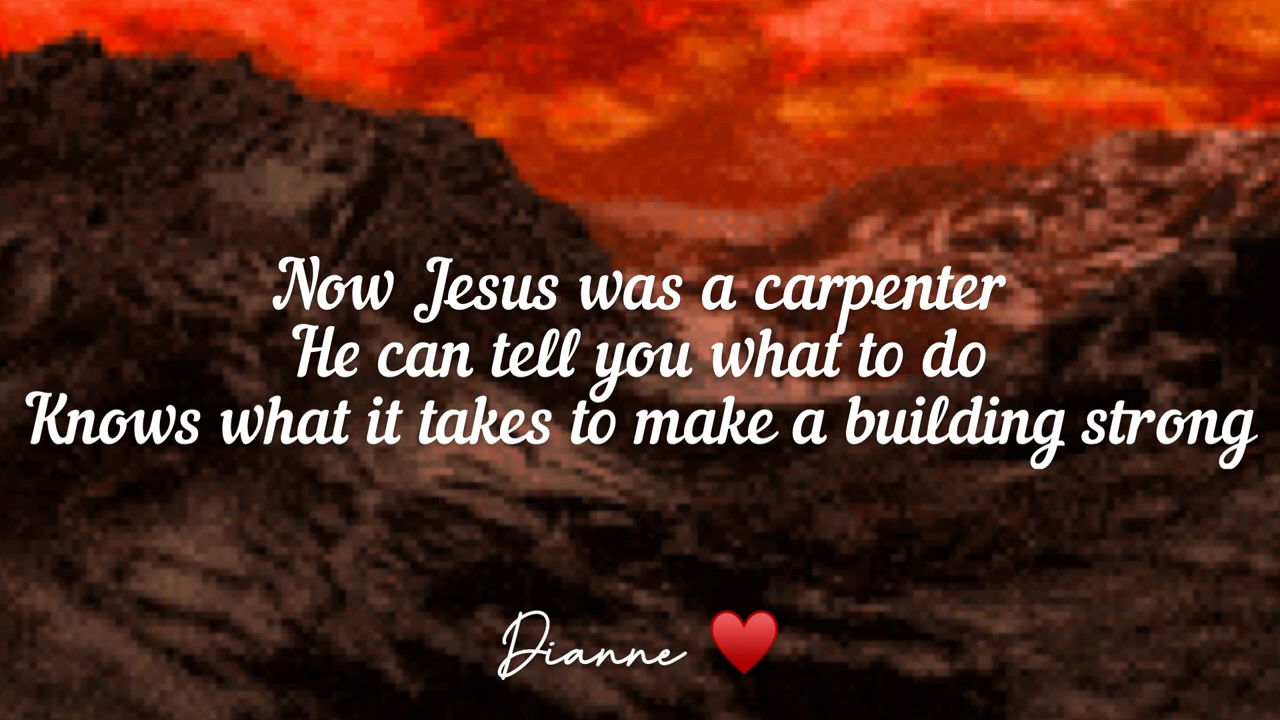 Now Jesus was a carpenter
He can tell you what to do
Knows what it takes to make a building strong
Dianne ♥️